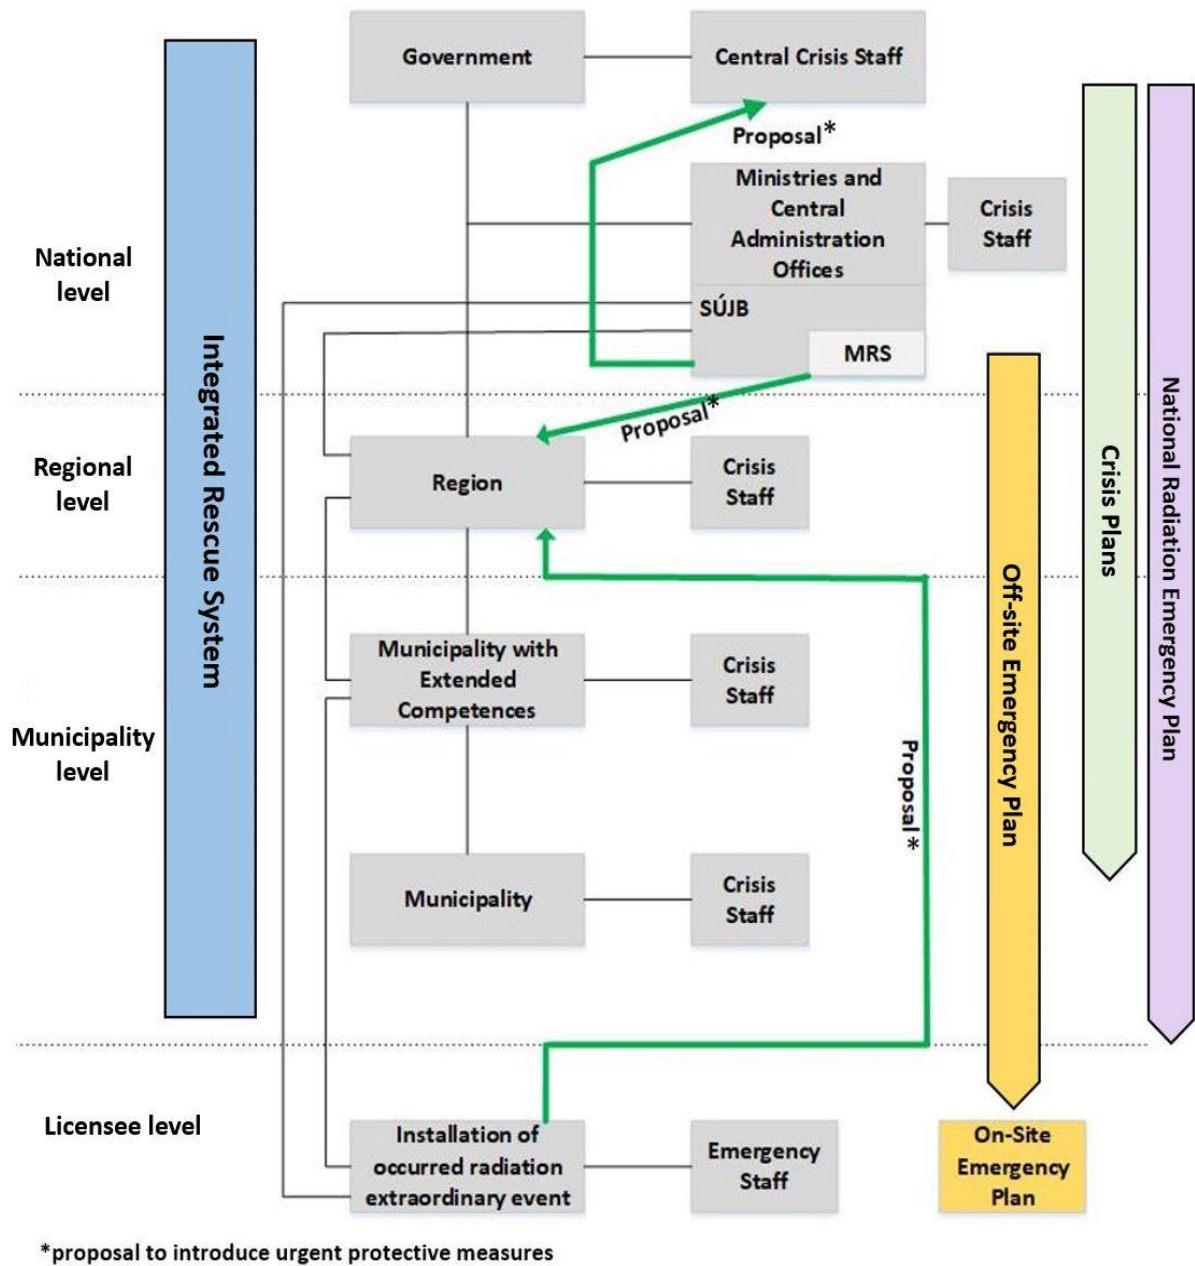 Government
Central Crisis Staff
Proposal*
Ministries and
Central
Administration
Offices
Crisis
Staff
SÚJB
MRS
National
level
Proposal*
Regional
level
Region
Crisis
Staff
Integrated Rescue System
Municipality with
Extended
Competences
Crisis
Staff
Municipality
level
Municipality
Crisis
Staff
Proposal*
Off-site Emergency Plan
Crisis Plans
National Radiation Emergency Plan
Licensee level
Installation of
occurred radiation
extraordinary event
Emergency
Staff
On-Site
Emergency
Plan
*proposal to introduce urgent protective measures